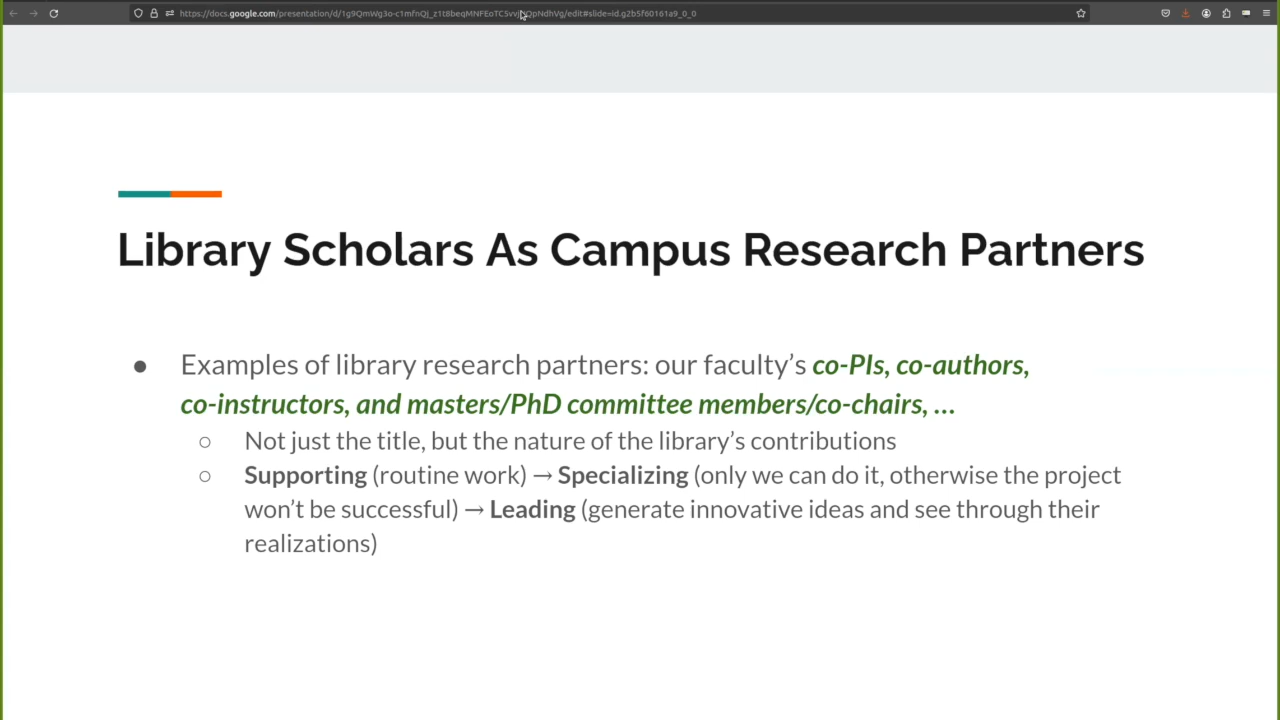 Library Scholars As Campus Research Partners
● Examples of library research partners: our faculty’s co-PIs, co-authors,
co-instructors, and masters/PhD committee members/co-chairs, …
○ Not just the title, but the nature of the library’s contributions
○ Supporting (routine work) → Specializing (only we can do it, otherwise the project
won’t be successful) → Leading (generate innovative ideas and see through their
realizations)